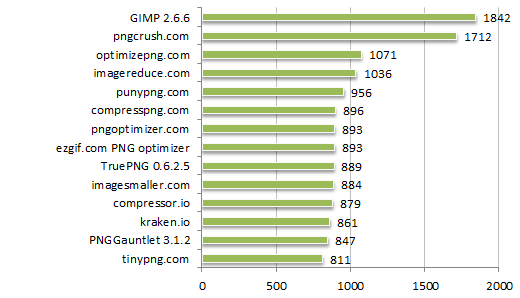 GIMP 2.6.6 1842
pngcrush.com 1712
optimizepng.com 1071
imagereduce.com 1036
punypng.com 956
compresspng.com 896
pngoptimizer.com 893
ezgif.com PNG optimizer 893
TruePNG 0.6.2.5 889
imagesmaller.com 884
compressor.io 879
kraken.io 861
PNGGauntlet 3.1.2 847
tinypng.com 811
0 500 1000 1500 2000